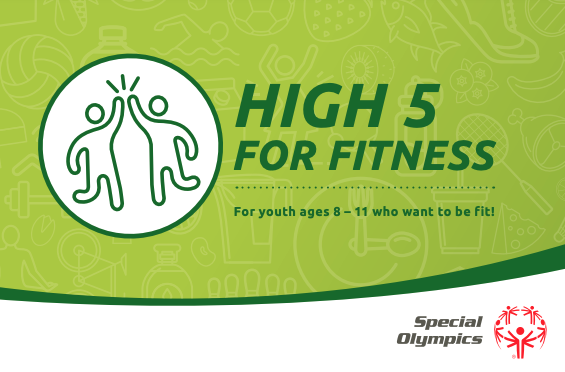 HIGH 5
FOR FITNESS
For youth ages 8 – 11 who want to be fit!
Special
Olympics
®